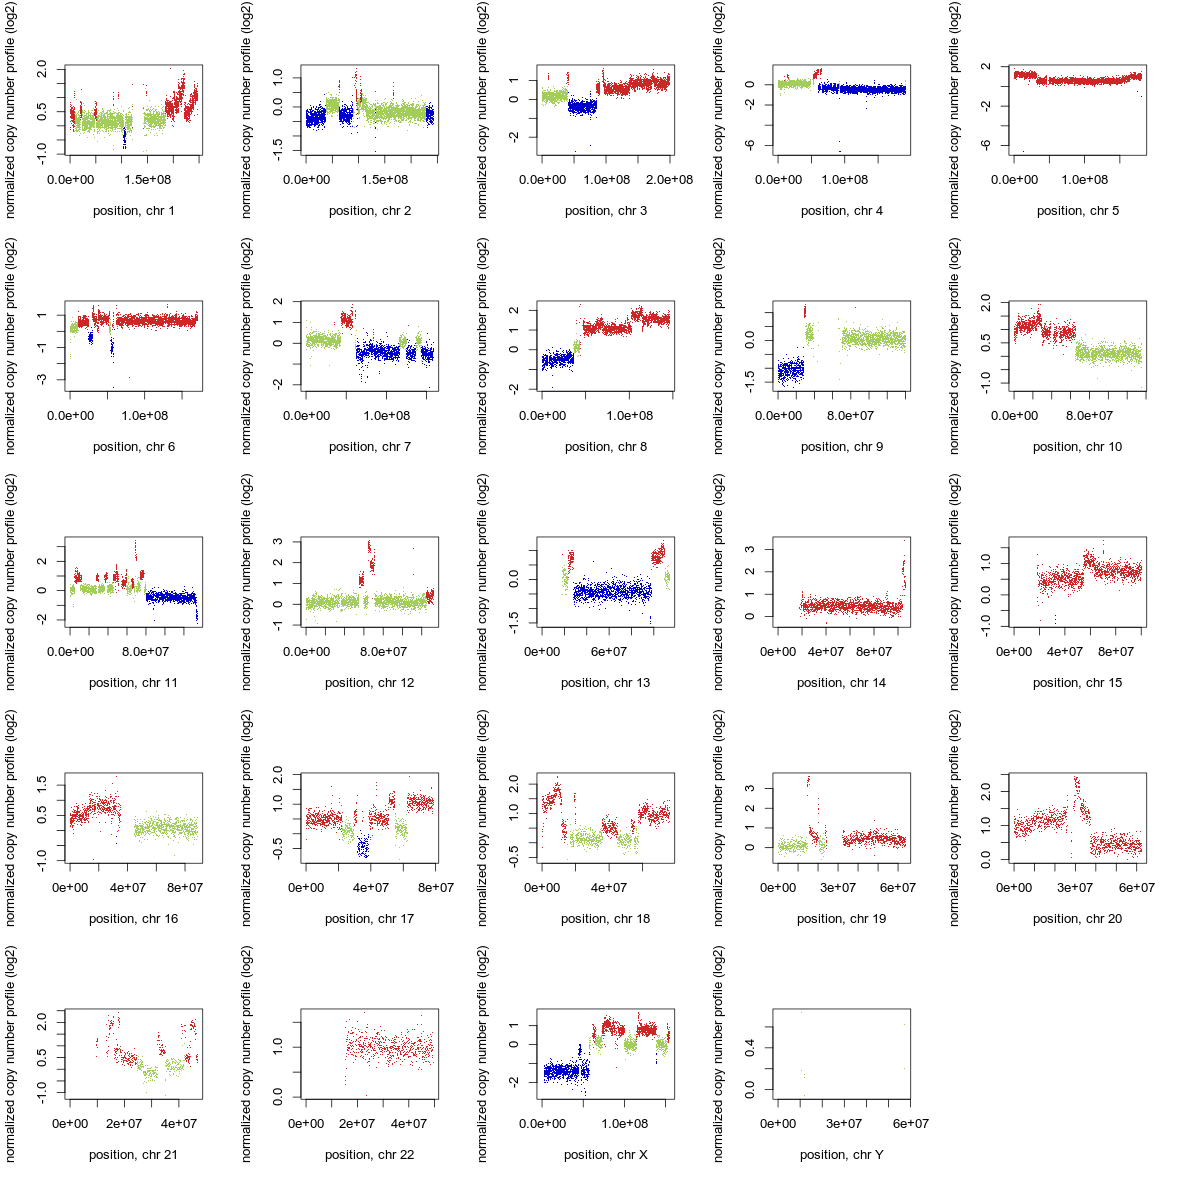 normalized copy number profile (log2)
2.0
0.5
-1.0
0.0e+00 1.5e+08
position, chr 1
normalized copy number profile (log2)
1.0
0.0
-1.5
0.0e+00 1.5e+08
position, chr 2
normalized copy number profile (log2)
1
0
-2
0.0e+00 1.0e+08 2.0e+08
position, chr 3
normalized copy number profile (log2)
0
-2
-6
0.0e+00 1.0e+08
position, chr 4
normalized copy number profile (log2)
2
-2
-6
0.0e+00 1.0e+08
position, chr 5
normalized copy number profile (log2)
1
-1
-3
0.0e+00 1.0e+08
position, chr 6
normalized copy number profile (log2)
2
1
0
-2
0.0e+00 1.0e+08
position, chr 7
normalized copy number profile (log2)
2
1
0
-2
0.0e+00 1.0e+08
position, chr 8
normalized copy number profile (log2)
0.0
-1.5
0.0e+00 8.0e+07
position, chr 9
normalized copy number profile (log2)
2.0
0.5
-1.0
0.0e+00 8.0e+07
position, chr 10
normalized copy number profile (log2)
2
0
-2
0.0e+00 8.0e+07
position, chr 11
normalized copy number profile (log2)
3
2
1
0
-1
0.0e+00 8.0e+07
position, chr 12
normalized copy number profile (log2)
0.0
-1.5
0e+00 6e+07
position, chr 13
normalized copy number profile (log2)
3
2
1
0
0e+00 4e+07 8e+07
position, chr 14
normalized copy number profile (log2)
1.0
0.0
-1.0
0e+00 4e+07 8e+07
position, chr 15
normalized copy number profile (log2)
1.5
0.5
-1.0
0e+00 4e+07 8e+07
position, chr 16
normalized copy number profile (log2)
2.0
1.0
-0.5
0e+00 4e+07 8e+07
position, chr 17
normalized copy number profile (log2)
2.0
1.0
-0.5
0e+00 4e+07
position, chr 18
normalized copy number profile (log2)
3
2
1
0
0e+00 3e+07 6e+07
position, chr 19
normalized copy number profile (log2)
2.0
1.0
0.0
0e+00 3e+07 6e+07
position, chr 20
normalized copy number profile (log2)
2.0
0.5
-1.0
0e+00 2e+07 4e+07
position, chr 21
normalized copy number profile (log2)
1.0
0.0
0e+00 2e+07 4e+07
position, chr 22
normalized copy number profile (log2)
1
0
-2
0.0e+00 1.0e+08
position, chr X
normalized copy number profile (log2)
0.4
0.0
0e+00 3e+07 6e+07
position, chr Y